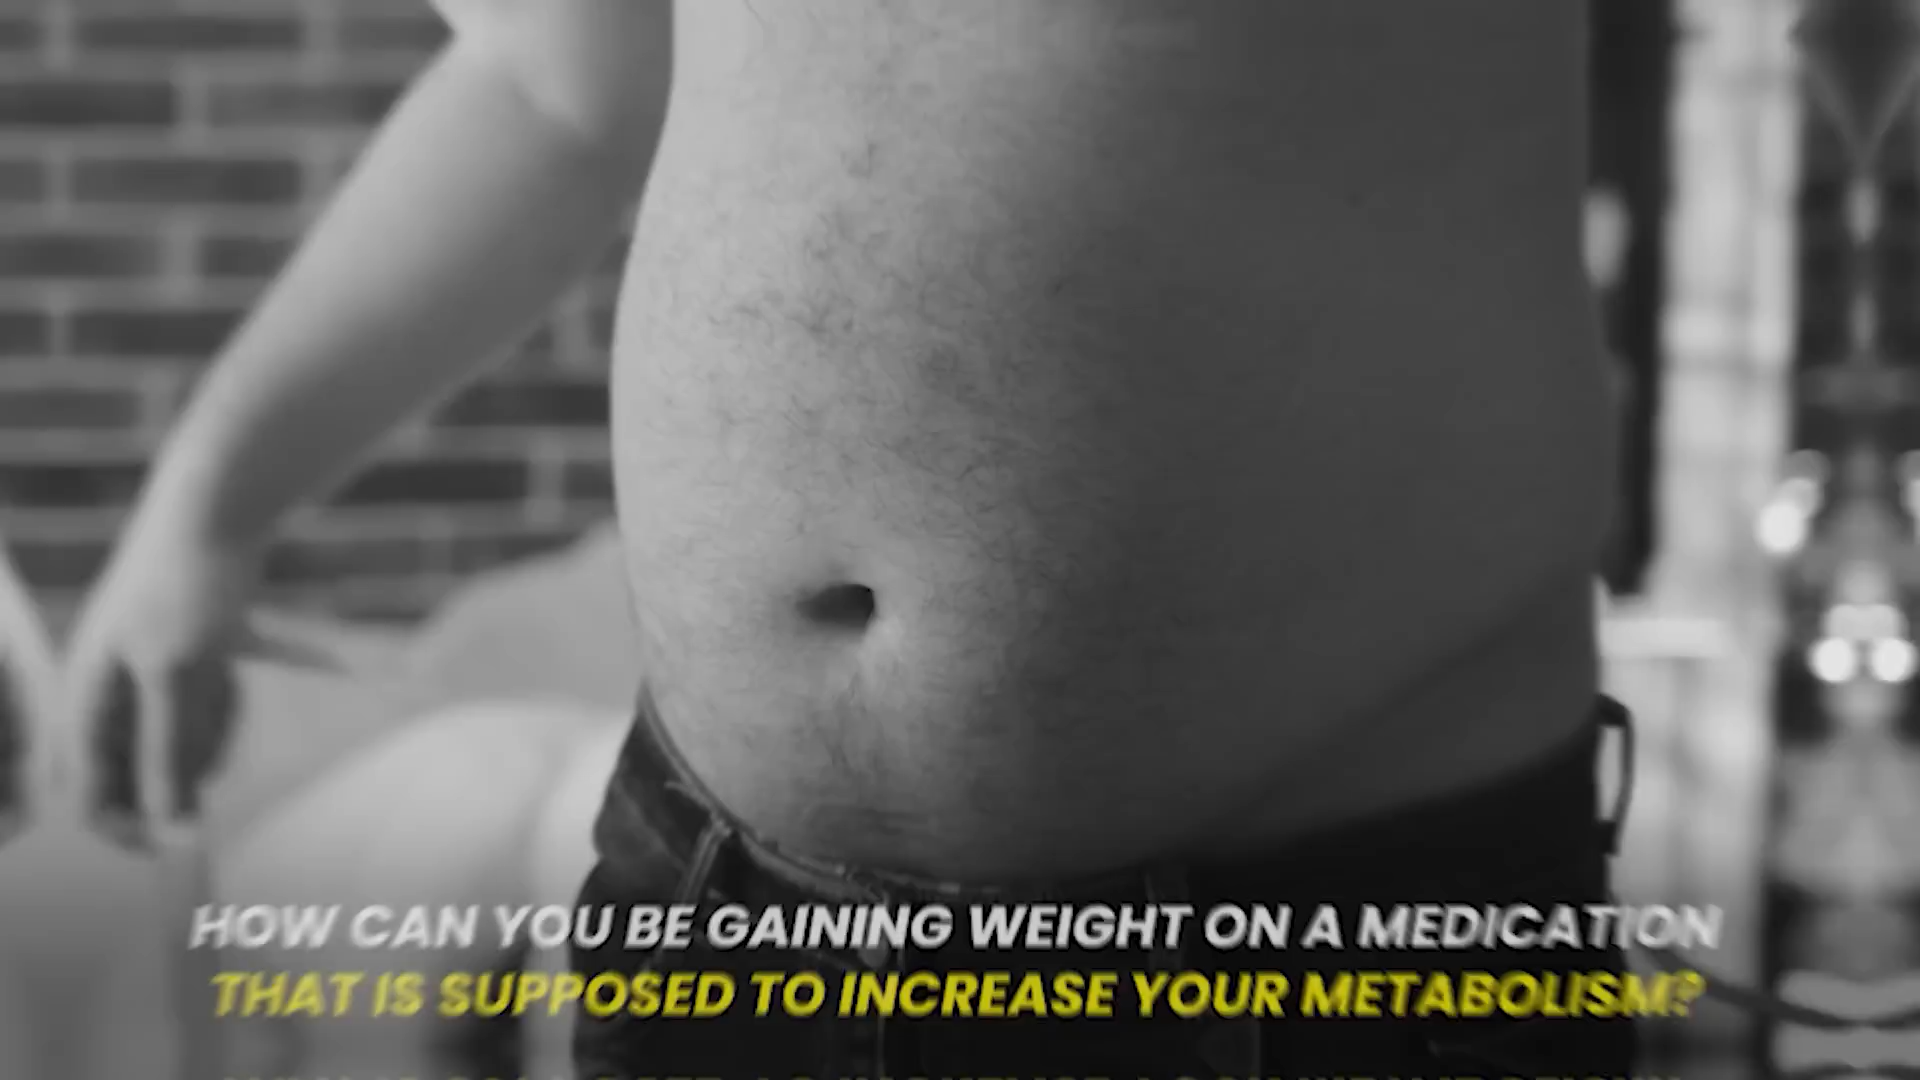 HOW CAN YOU BE GAINING WEIGHT ON A MEDICATION
THAT IS SUPPOSED TO INCREASE YOUR METABOLISM?